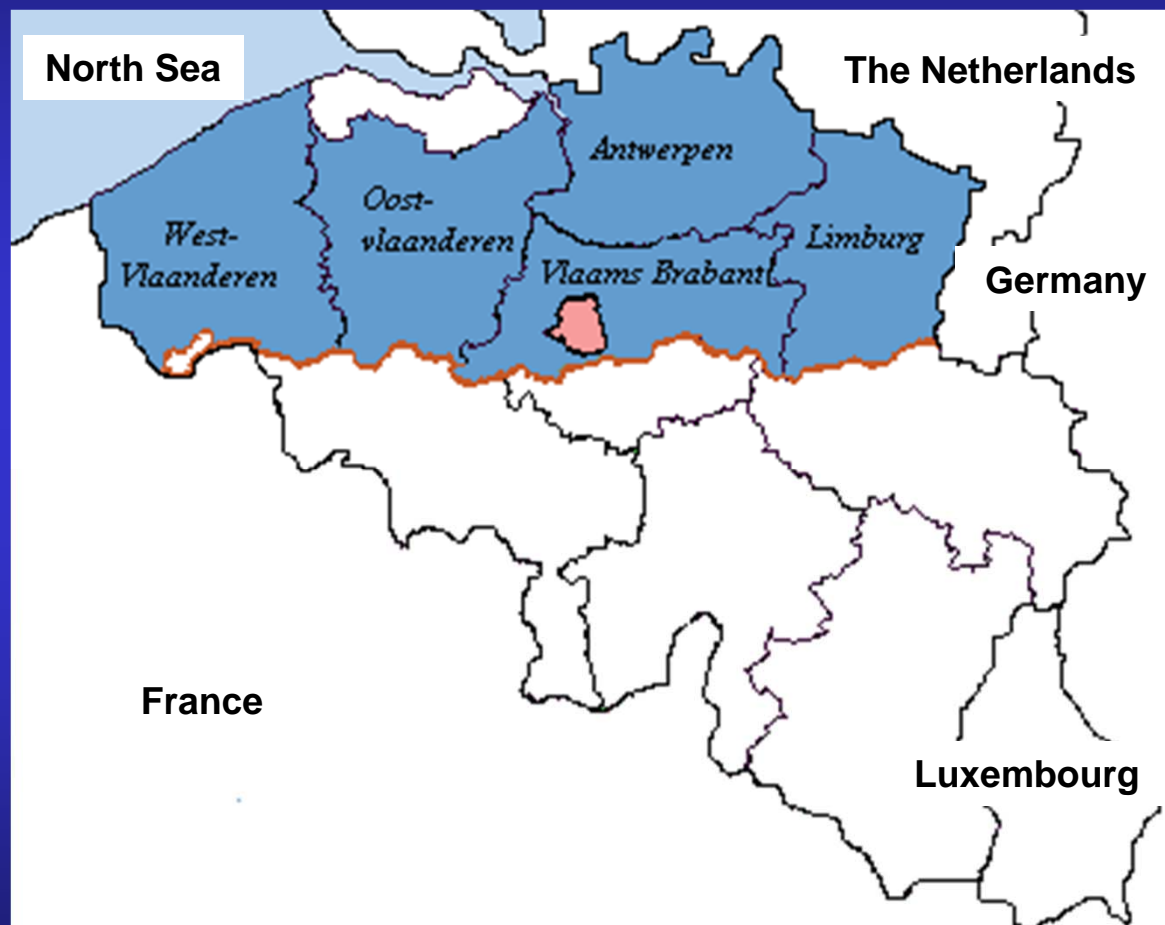 North Sea
The Netherlands
Antwerpen
Oost-
vlaanderen
West-
Vlaanderen
Limburg
Vlaams Brabant
Germany
France
Luxembourg